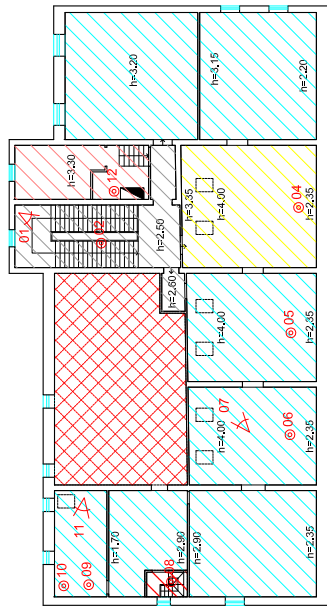 h=3.20
h=3.15
h=2.20
h=3.30
12
01
02
h=2.50
h=3.35
h=4.00
04
h=2.35
h=2.60
h=4.00
05
h=2.35
07
h=4.00
06
h=2.35
10
11
09
h=1.70
h=2.90
08
h=2.90
h=2.35